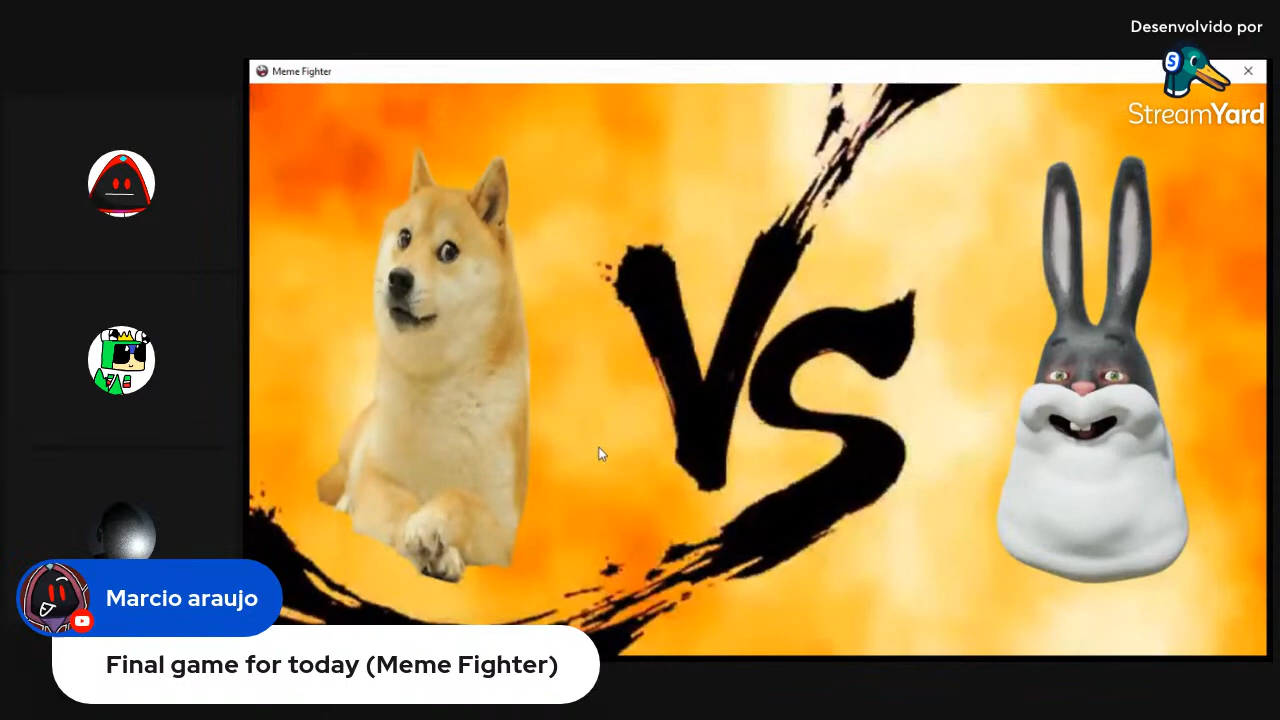 Desenvolvido por
S
StreamYard
Meme Fighter
VS
Marcio araujo
Final game for today (Meme Fighter)